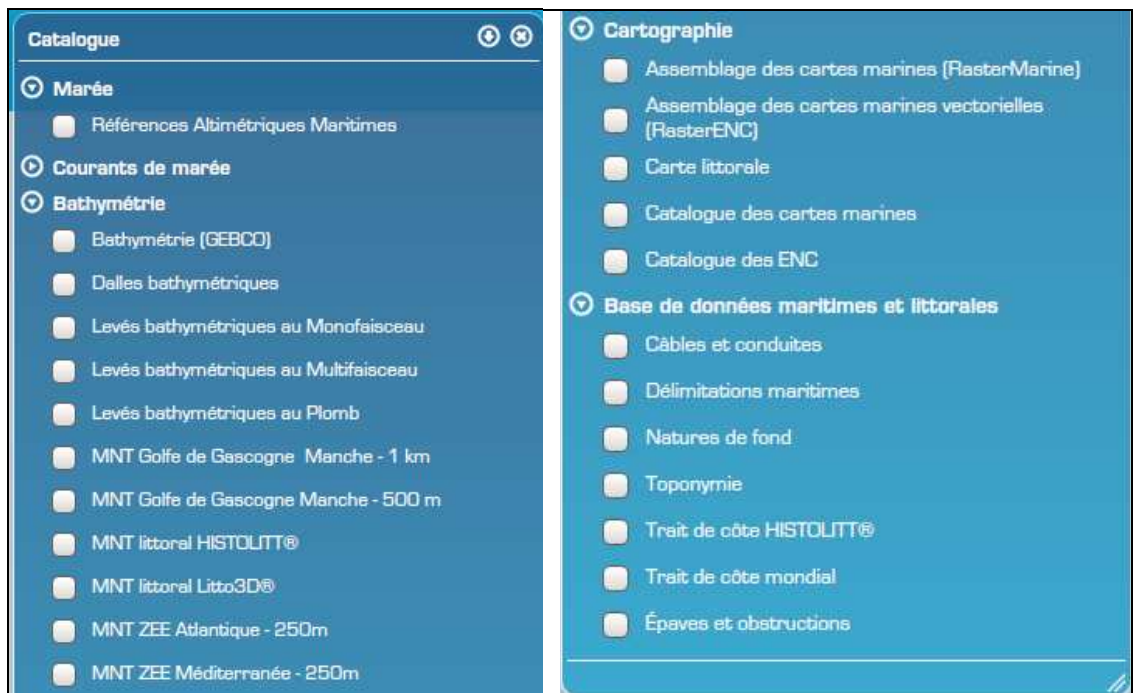 Catalogue
Marée
Références Altimétriques Maritimes
Courants de marée
Bathymétrie
Bathymétrie (GEBCO)
Dalles bathymétriques
Levés bathymétriques au Monofaisceau
Levés bathymétriques au Multifaisceau
Levés bathymétriques au Plomb
MNT Golfe de Gascogne Manche - 1 km
MNT Golfe de Gascogne Manche - 500 m
MNT littoral HISTOLITT®
MNT littoral Litto3D®
MNT ZEE Atlantique - 250m
MNT ZEE Méditerranée - 250m
Cartographie
Assemblage des cartes marines (RasterMarine)
Assemblage des cartes marines vectorielles
(RasterENC)
Carte littorale
Catalogue des cartes marines
Catalogue des ENC
Base de données maritimes et littorales
Câbles et conduites
Délimitations maritimes
Natures de fond
Toponymie
Trait de côte HISTOLITT®
Trait de côte mondial
Épaves et obstructions